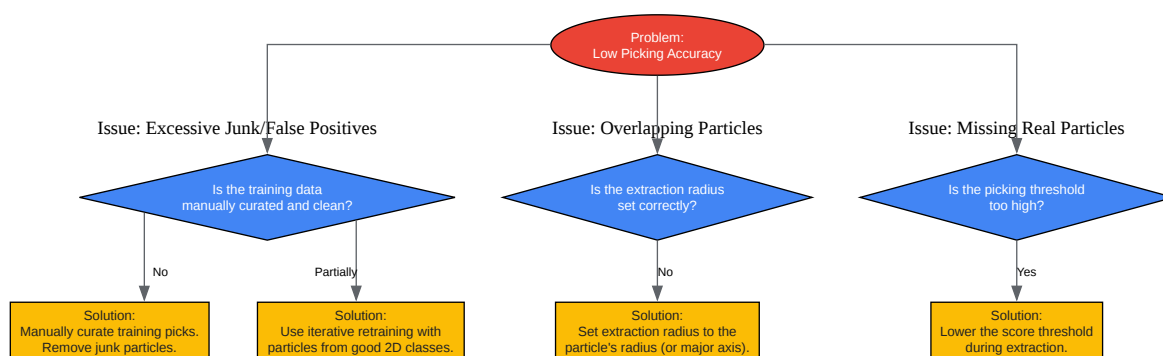 Problem:
Low Picking Accuracy
Issue: Excessive Junk/False Positives
Issue: Overlapping Particles
Issue: Missing Real Particles
Is the training data
manually curated and clean?
Is the extraction radius
set correctly?
Is the picking threshold
too high?
No
Partially
No
Yes
Solution:
Manually curate training picks.
Remove junk particles.
Solution:
Use iterative retraining with
particles from good 2D classes.
Solution:
Set extraction radius to the
particle's radius (or major axis).
Solution:
Lower the score threshold
during extraction.